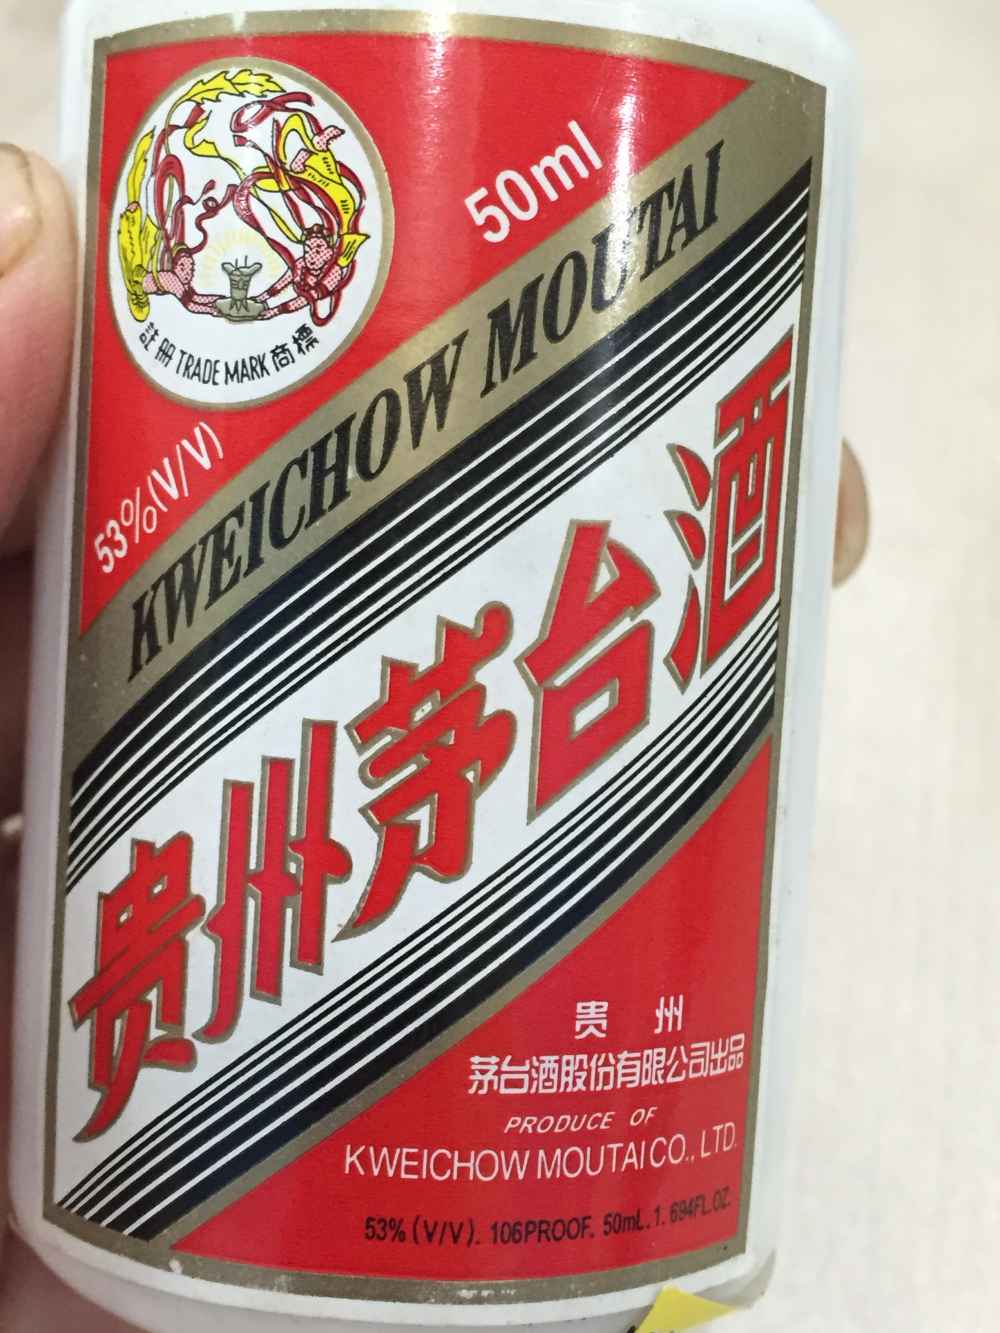 註册 TRADE MARK 商標
50ml
53%(V/V)
KWEICHOW MOUTAI
贵州茅台酒
贵 州
茅台酒股份有限公司出品
PRODUCE OF
KWEICHOW MOUTAI CO., LTD.
53% (V/V). 106PROOF. 50mL. 1. 694FL.OZ.